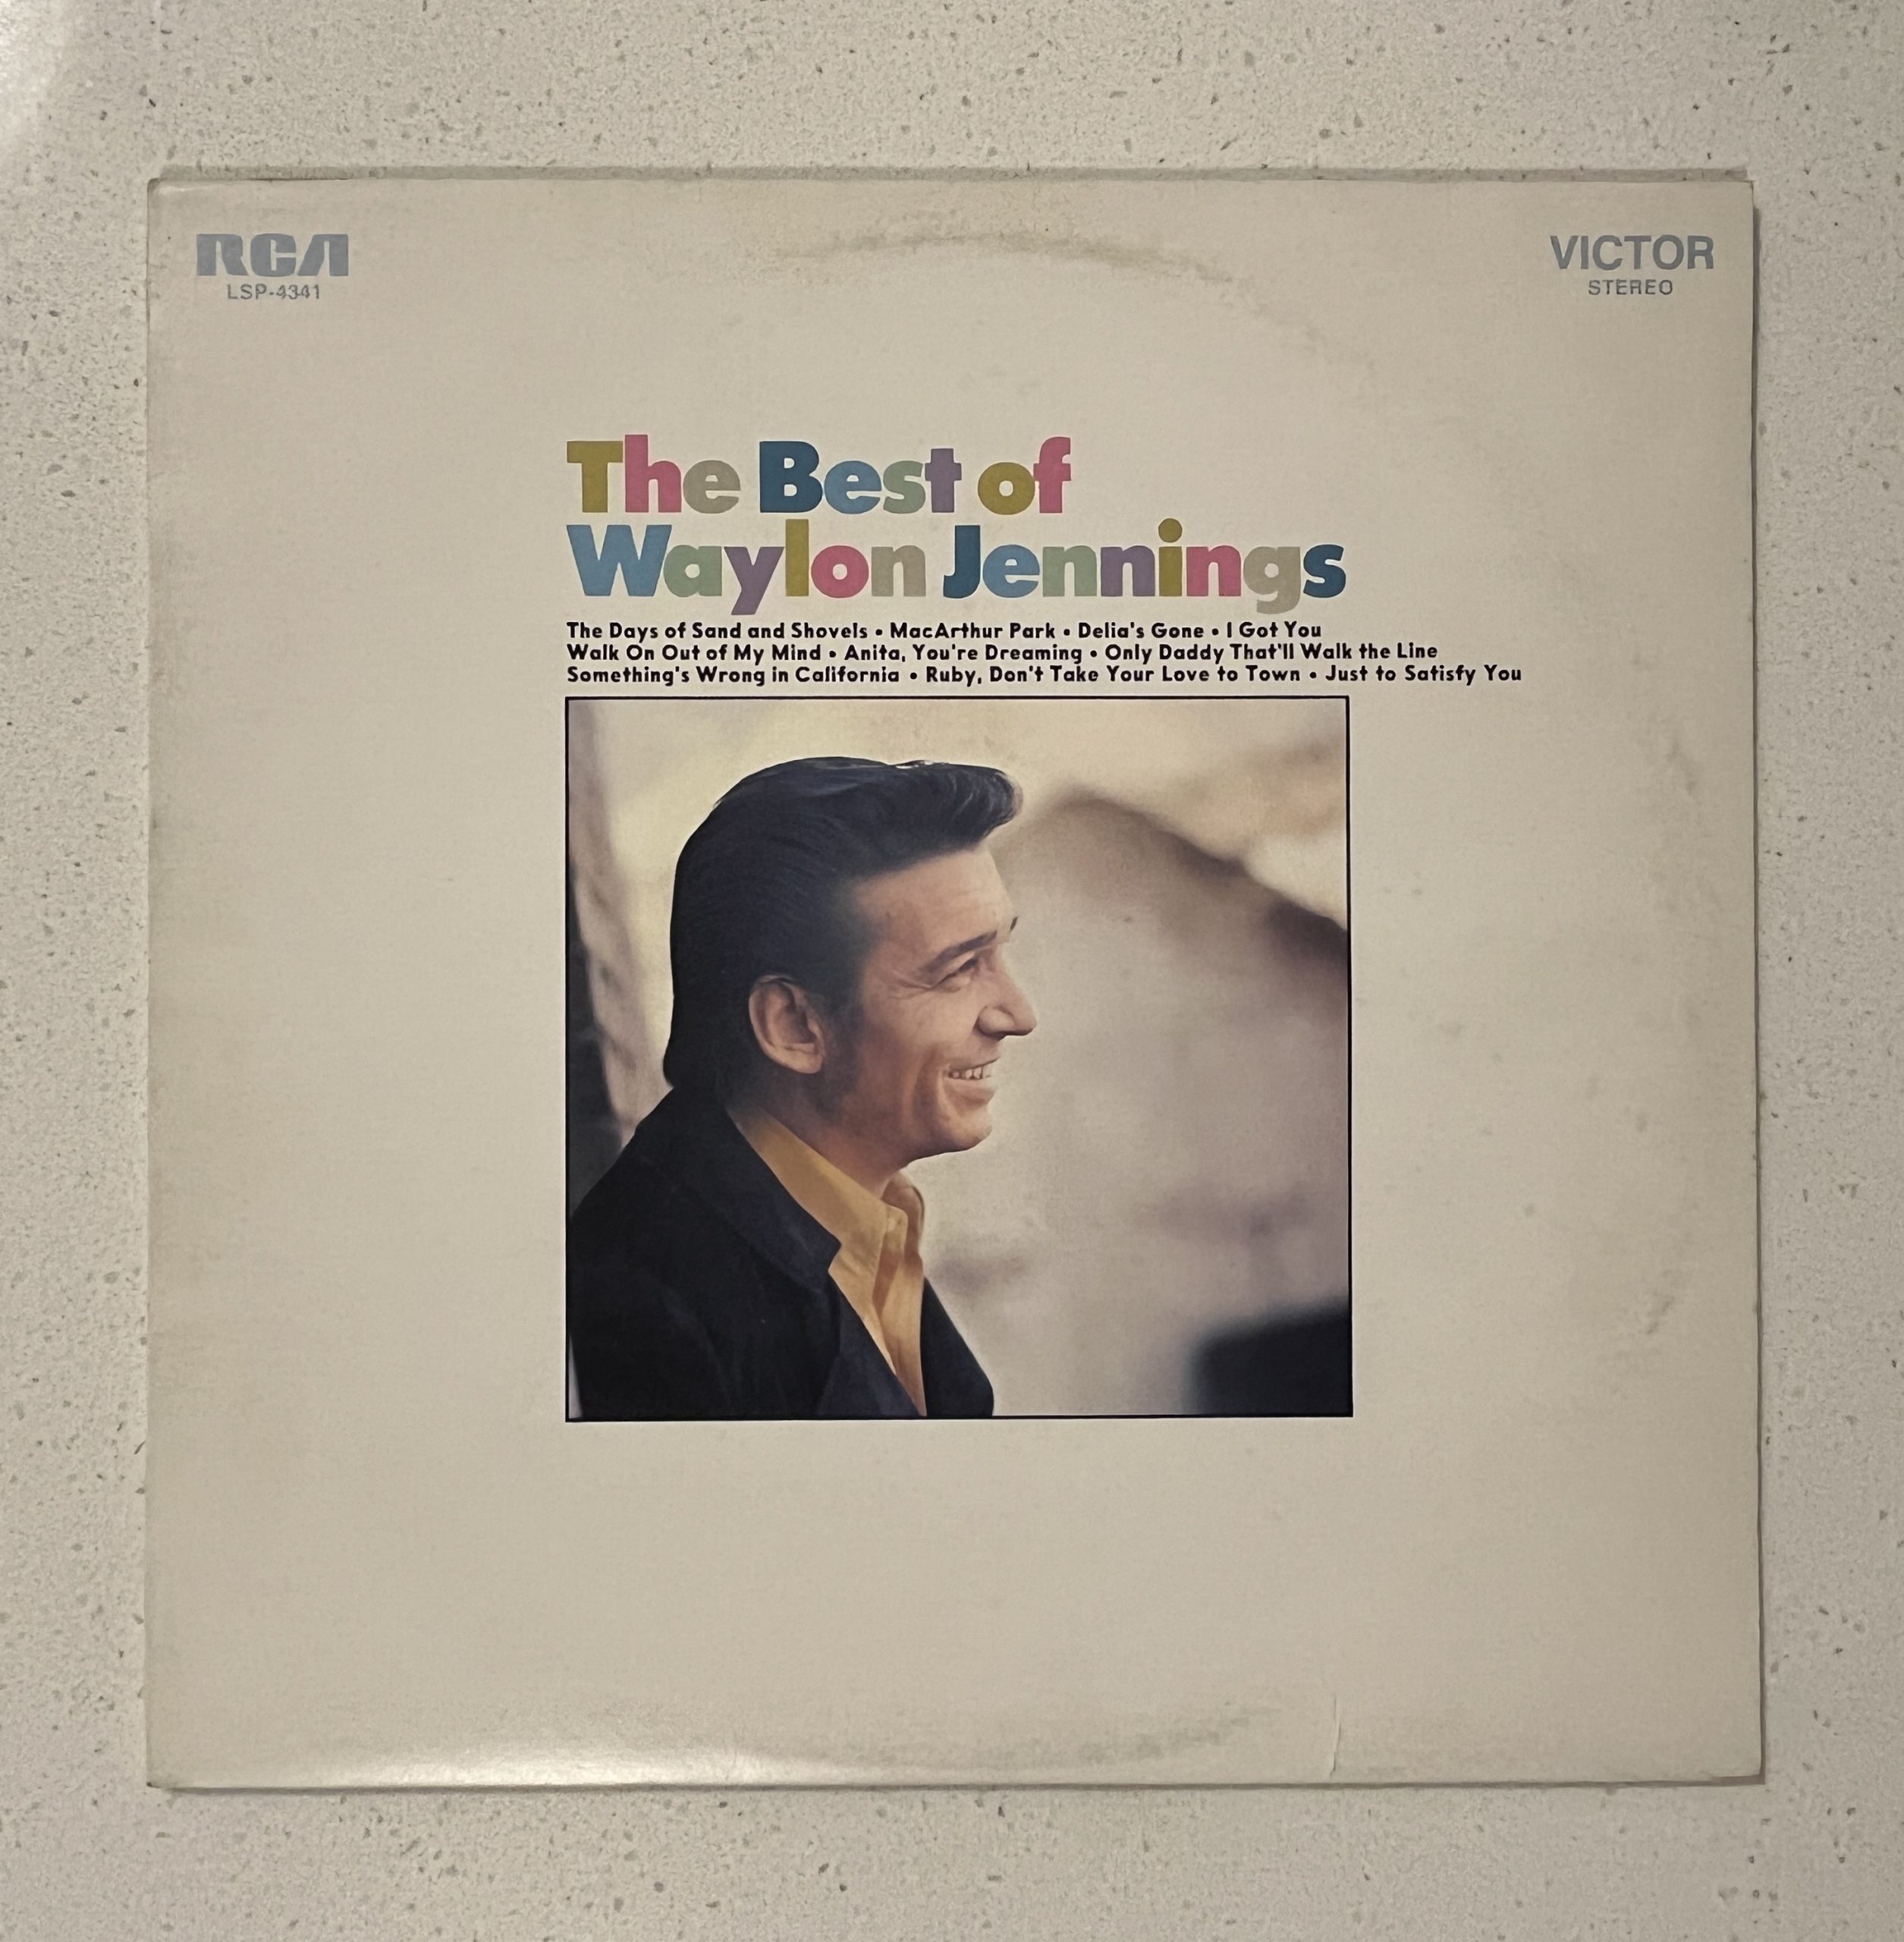 RCA
LSP-4341
VICTOR
STEREO
The Best of
Waylon Jennings
The Days of Sand and Shovels • MacArthur Park • Delia's Gone • I Got You
Walk On Out of My Mind • Anita, You're Dreaming • Only Daddy That'll Walk the Line
Something's Wrong in California • Ruby, Don't Take Your Love to Town • Just to Satisfy You